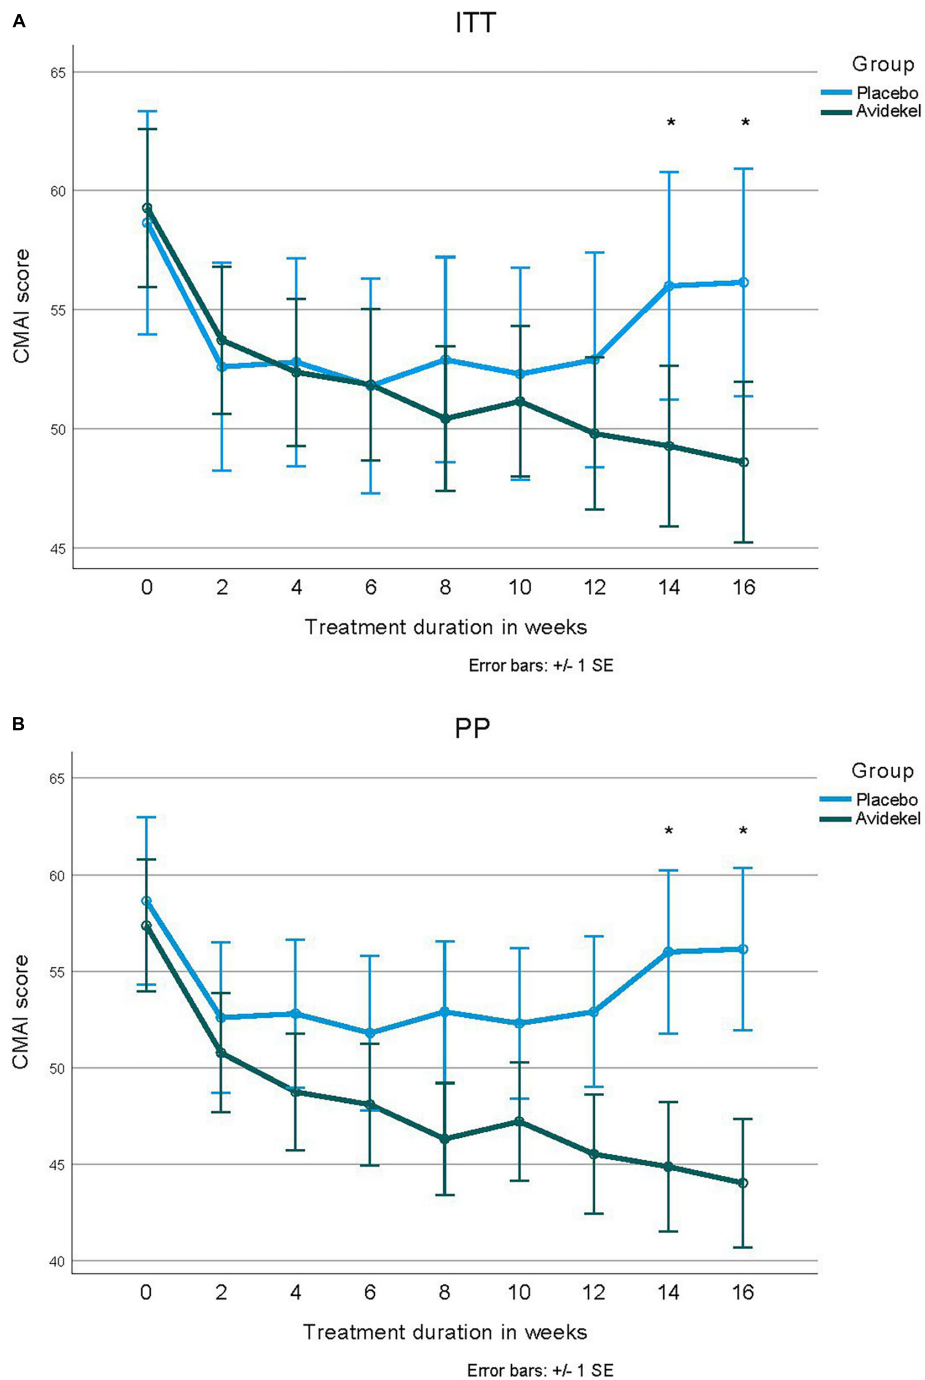 A
ITT
65
60
55
50
45
CMAI score
Group
Placebo
Avidekel
* *
0 2 4 6 8 10 12 14 16
Treatment duration in weeks
Error bars: +/- 1 SE
B
PP
65
60
55
50
45
40
CMAI score
Group
Placebo
Avidekel
* *
0 2 4 6 8 10 12 14 16
Treatment duration in weeks
Error bars: +/- 1 SE